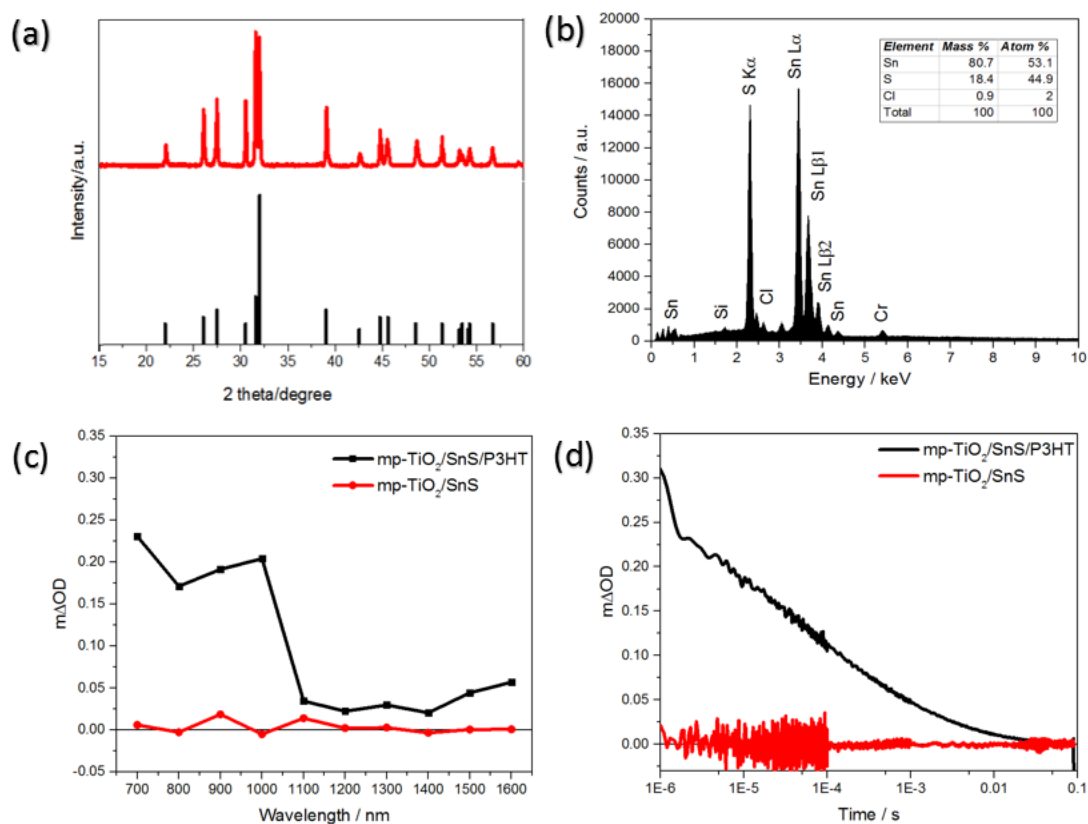 (a)
Intensity/a.u.
15 20 25 30 35 40 45 50 55 60
2 theta/degree
(b)
20000
18000
16000
14000
12000
10000
8000
6000
4000
2000
0
Counts / a.u.
S Kα
Sn Lα
Sn Lβ1
Sn Lβ2
Sn
Si
Cl
Sn
Cr
Element Mass % Atom %
Sn 80.7 53.1
S 18.4 44.9
Cl 0.9 2
Total 100 100
0 1 2 3 4 5 6 7 8 9 10
Energy / keV
(c)
0.35
0.30
0.25
0.20
0.15
0.10
0.05
0.00
-0.05
mΔOD
mp-TiO₂/SnS/P3HT
mp-TiO₂/SnS
700 800 900 1000 1100 1200 1300 1400 1500 1600
Wavelength / nm
(d)
0.35
0.30
0.25
0.20
0.15
0.10
0.05
0.00
mΔOD
mp-TiO₂/SnS/P3HT
mp-TiO₂/SnS
1E-6 1E-5 1E-4 1E-3 0.01 0.1
Time / s